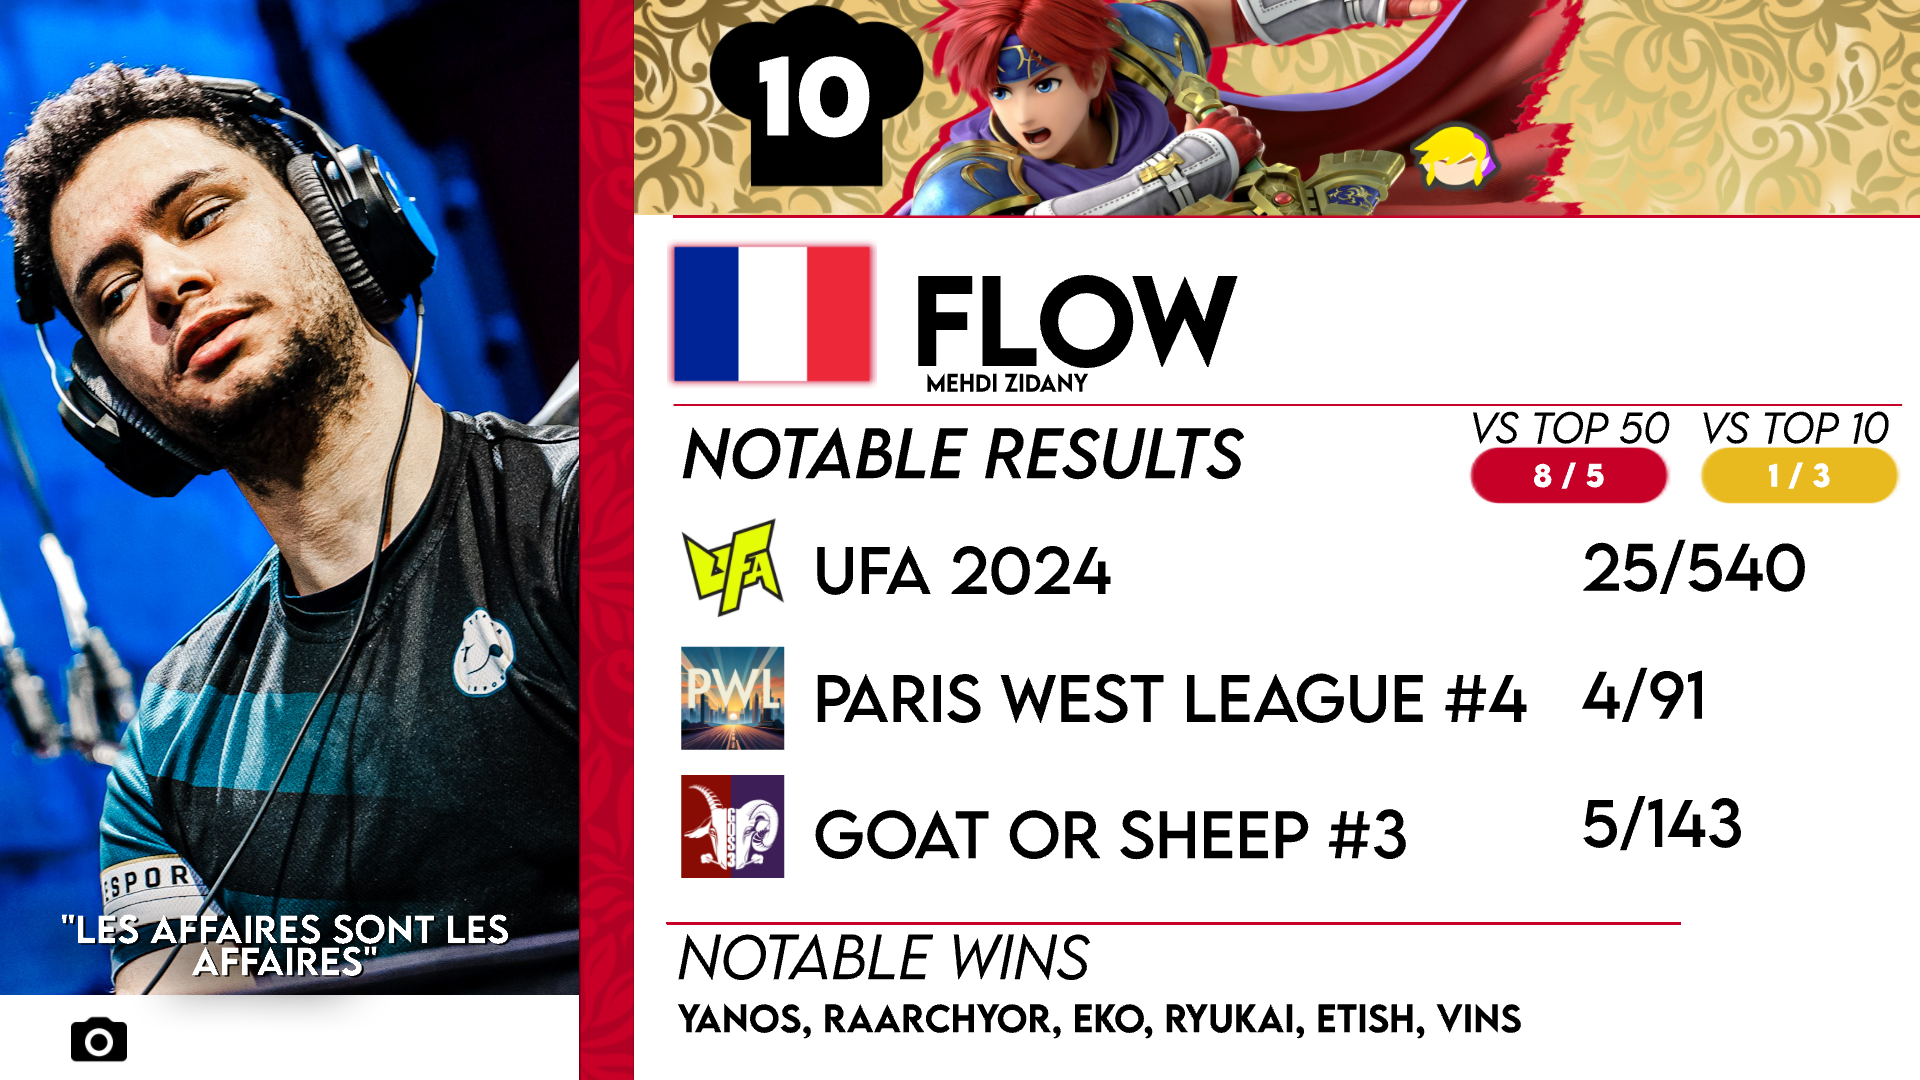 10
FLOW
MEHDI ZIDANY
NOTABLE RESULTS
VS TOP 50
8 / 5
VS TOP 10
1 / 3
UFA
UFA 2024
25/540
PWL
PARIS WEST LEAGUE #4
4/91
GOAT OR SHEEP #3
5/143
NOTABLE WINS
YANOS, RAARCHYOR, EKO, RYUKAI, ETISH, VINS
ESPOR
"LES AFFAIRES SONT LES
AFFAIRES"